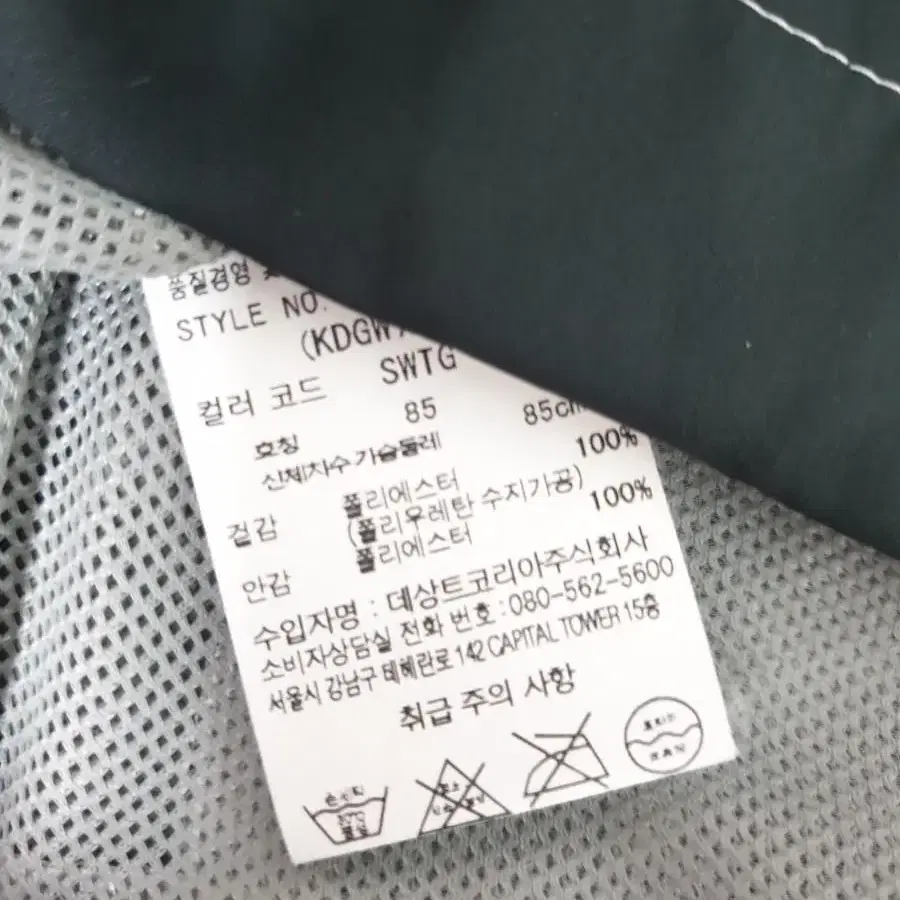 품질경영
STYLE NO.
(KDGW
컬러 코드 SWTG
호칭 85 85cm
신체치수 가슴둘레
겉감 폴리에스터 100%
(폴리우레탄 수지가공)
안감 폴리에스터 100%
수입자명 : 데상트코리아주식회사
소비자상담실 전화 번호 : 080-562-5600
서울시 강남구 테헤란로 142 CAPITAL TOWER 15층
취급 주의 사항